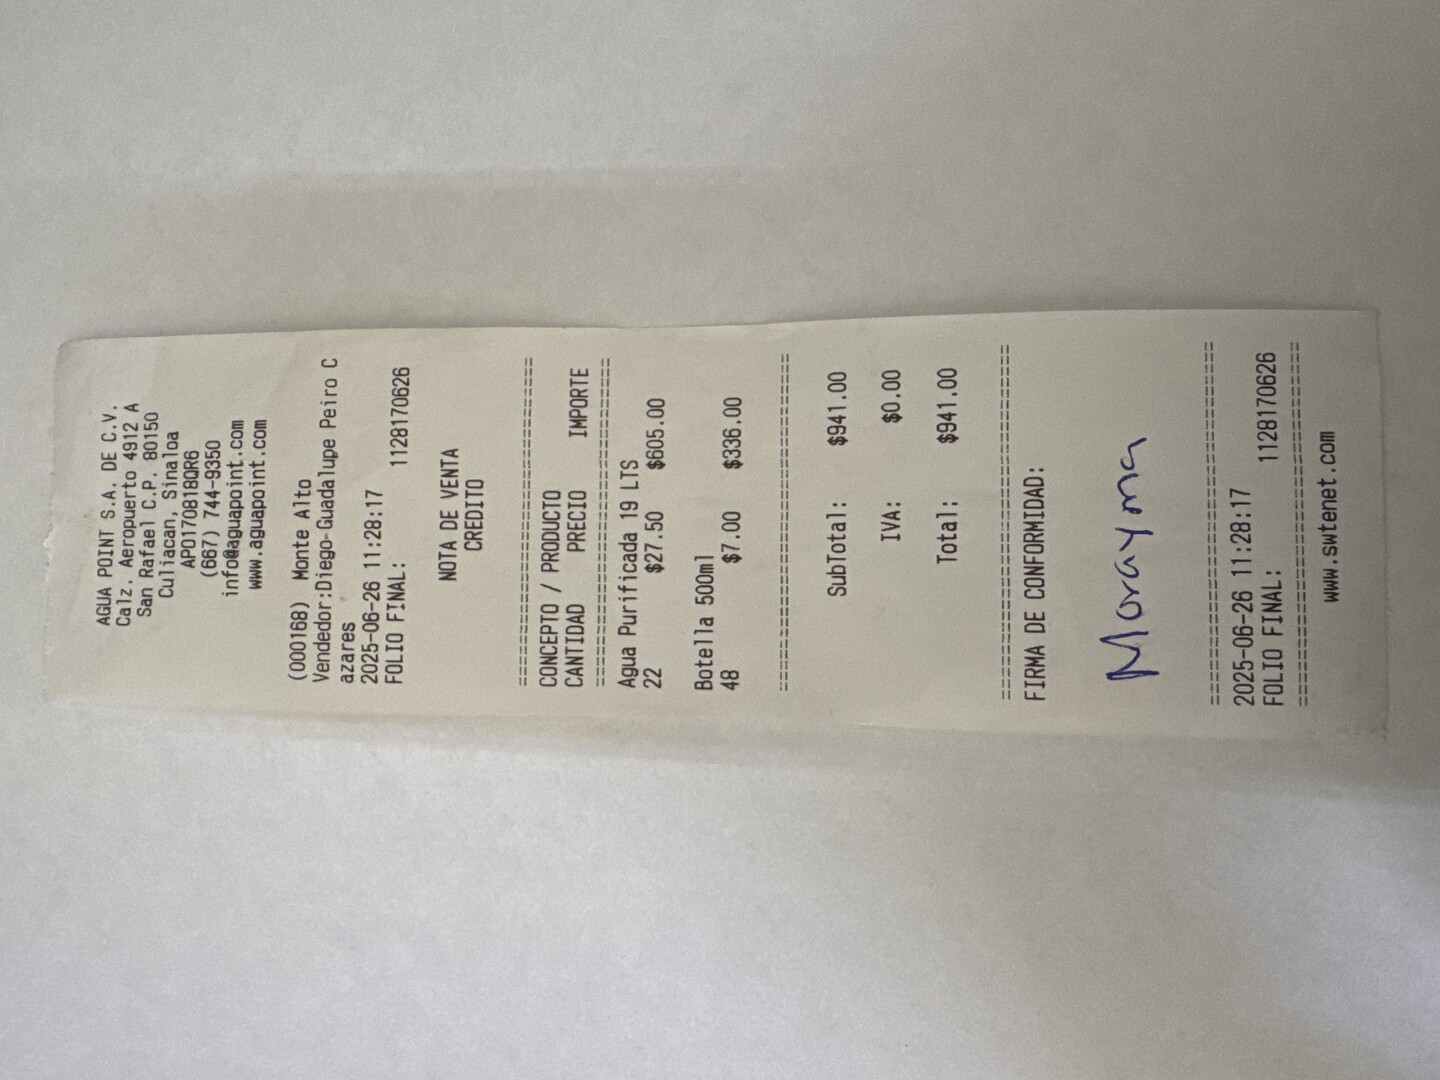 AGUA POINT S.A. DE C.V.
Calz. Aeropuerto 4912 A
San Rafael C.P. 80150
Culiacan, Sinaloa
APO170818QR6
(667) 744-9350
info@aguapoint.com
www.aguapoint.com
(000168) Monte Alto
Vendedor:Diego Guadalupe Peiro C
azares
2025-06-26 11:28:17
FOLIO FINAL: 1128170626
NOTA DE VENTA
CREDITO
================================
CONCEPTO / PRODUCTO
CANTIDAD PRECIO IMPORTE
================================
Agua Purificada 19 LTS
22 $27.50 $605.00
Botella 500ml
48 $7.00 $336.00
================================
SubTotal: $941.00
IVA: $0.00
Total: $941.00
================================
FIRMA DE CONFORMIDAD:
Morayma
================================
2025-06-26 11:28:17
FOLIO FINAL: 1128170626
================================
www.swtenet.com